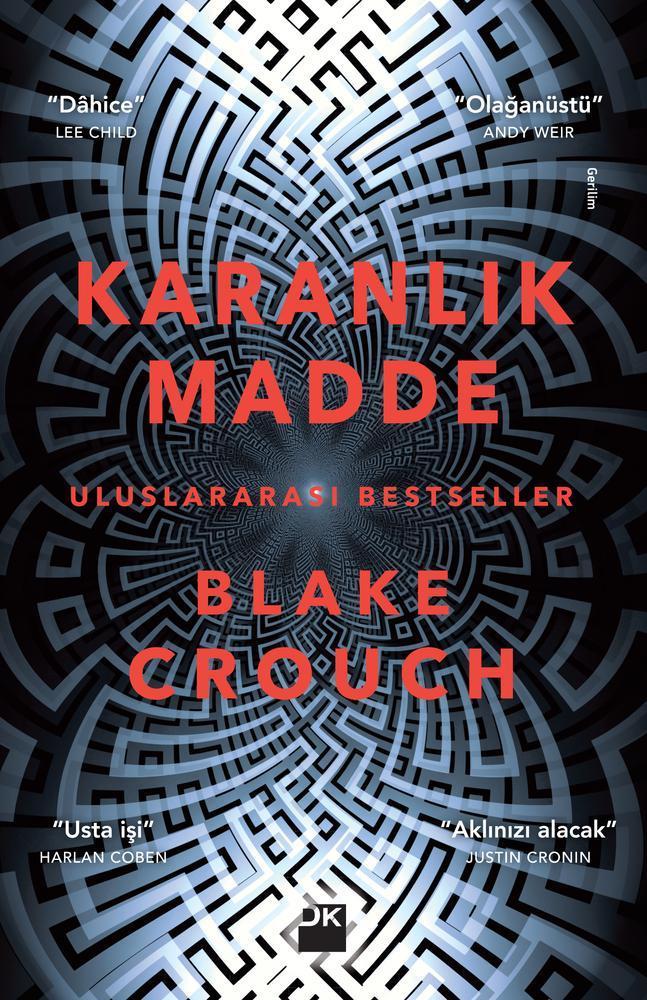 “Dâhice”
LEE CHILD
“Olağanüstü”
ANDY WEIR
Gerilim
KARANLIK
MADDE
ULUSLARARASI BESTSELLER
BLAKE
CROUCH
“Usta işi”
HARLAN COBEN
“Aklınızı alacak”
JUSTIN CRONIN
DK